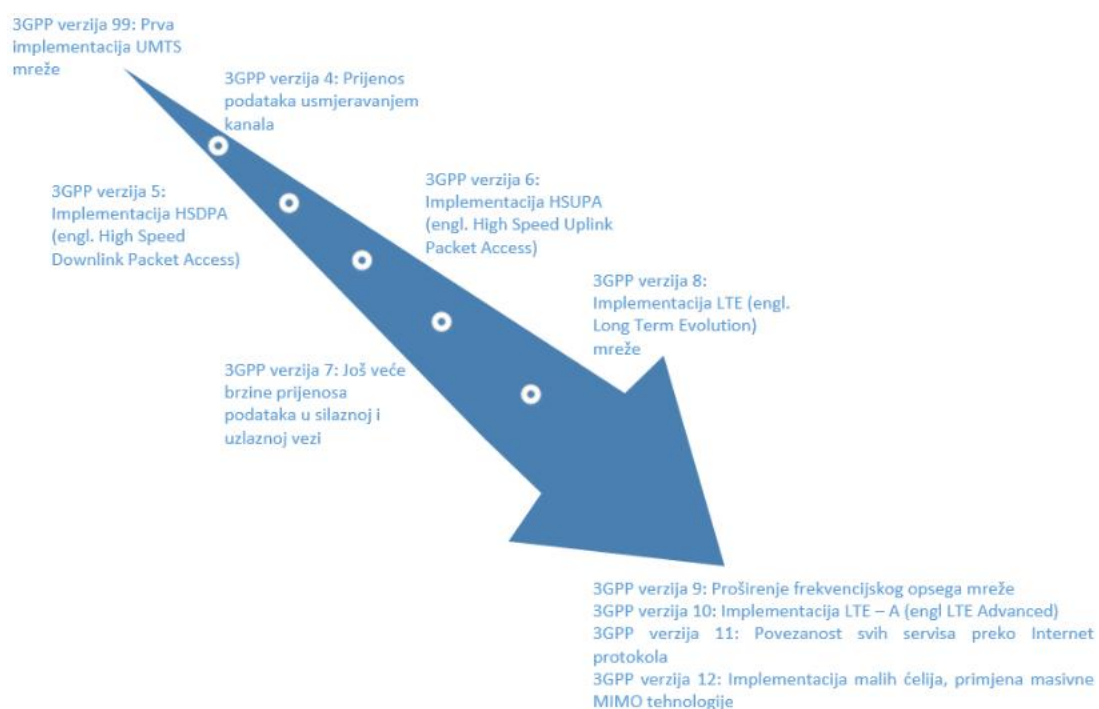 3GPP verzija 99: Prva
implementacija UMTS
mreže
3GPP verzija 4: Prijenos
podataka usmjeravanjem
kanala
3GPP verzija 5:
Implementacija HSDPA
(engl. High Speed
Downlink Packet Access)
3GPP verzija 6:
Implementacija HSUPA
(engl. High Speed Uplink
Packet Access)
3GPP verzija 7: Još veće
brzine prijenosa
podataka u silaznoj i
uzlaznoj vezi
3GPP verzija 8:
Implementacija LTE (engl.
Long Term Evolution)
mreže
3GPP verzija 9: Proširenje frekvencijskog opsega mreže
3GPP verzija 10: Implementacija LTE – A (engl LTE Advanced)
3GPP verzija 11: Povezanost svih servisa preko Internet
protokola
3GPP verzija 12: Implementacija malih ćelija, primjena masivne
MIMO tehnologije